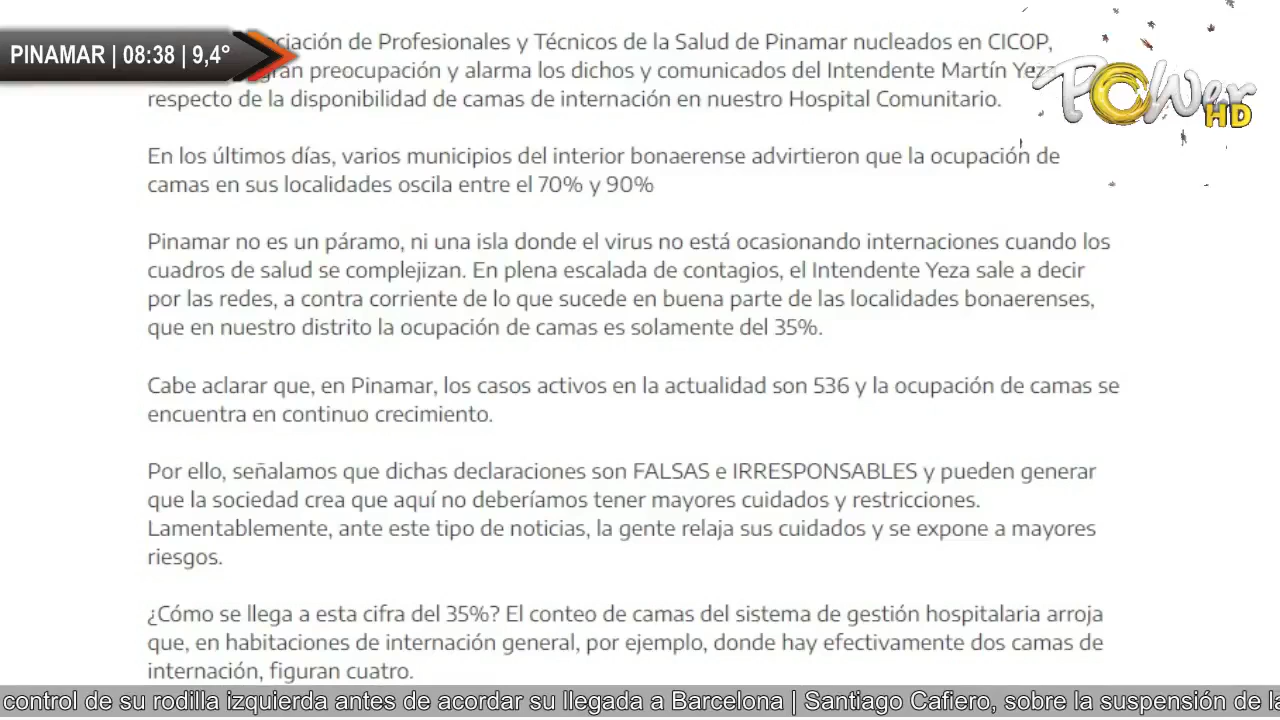 PINAMAR | 08:38 | 9,4°
Power HD
ciación de Profesionales y Técnicos de la Salud de Pinamar nucleados en CICOP,
gran preocupación y alarma los dichos y comunicados del Intendente Martín Yeza
respecto de la disponibilidad de camas de internación en nuestro Hospital Comunitario.
En los últimos días, varios municipios del interior bonaerense advirtieron que la ocupación de
camas en sus localidades oscila entre el 70% y 90%
Pinamar no es un páramo, ni una isla donde el virus no está ocasionando internaciones cuando los
cuadros de salud se complejizan. En plena escalada de contagios, el Intendente Yeza sale a decir
por las redes, a contra corriente de lo que sucede en buena parte de las localidades bonaerenses,
que en nuestro distrito la ocupación de camas es solamente del 35%.
Cabe aclarar que, en Pinamar, los casos activos en la actualidad son 536 y la ocupación de camas se
encuentra en continuo crecimiento.
Por ello, señalamos que dichas declaraciones son FALSAS e IRRESPONSABLES y pueden generar
que la sociedad crea que aquí no deberíamos tener mayores cuidados y restricciones.
Lamentablemente, ante este tipo de noticias, la gente relaja sus cuidados y se expone a mayores
riesgos.
¿Cómo se llega a esta cifra del 35%? El conteo de camas del sistema de gestión hospitalaria arroja
que, en habitaciones de internación general, por ejemplo, donde hay efectivamente dos camas de
internación, figuran cuatro.
control de su rodilla izquierda antes de acordar su llegada a Barcelona | Santiago Cafiero, sobre la suspensión de la